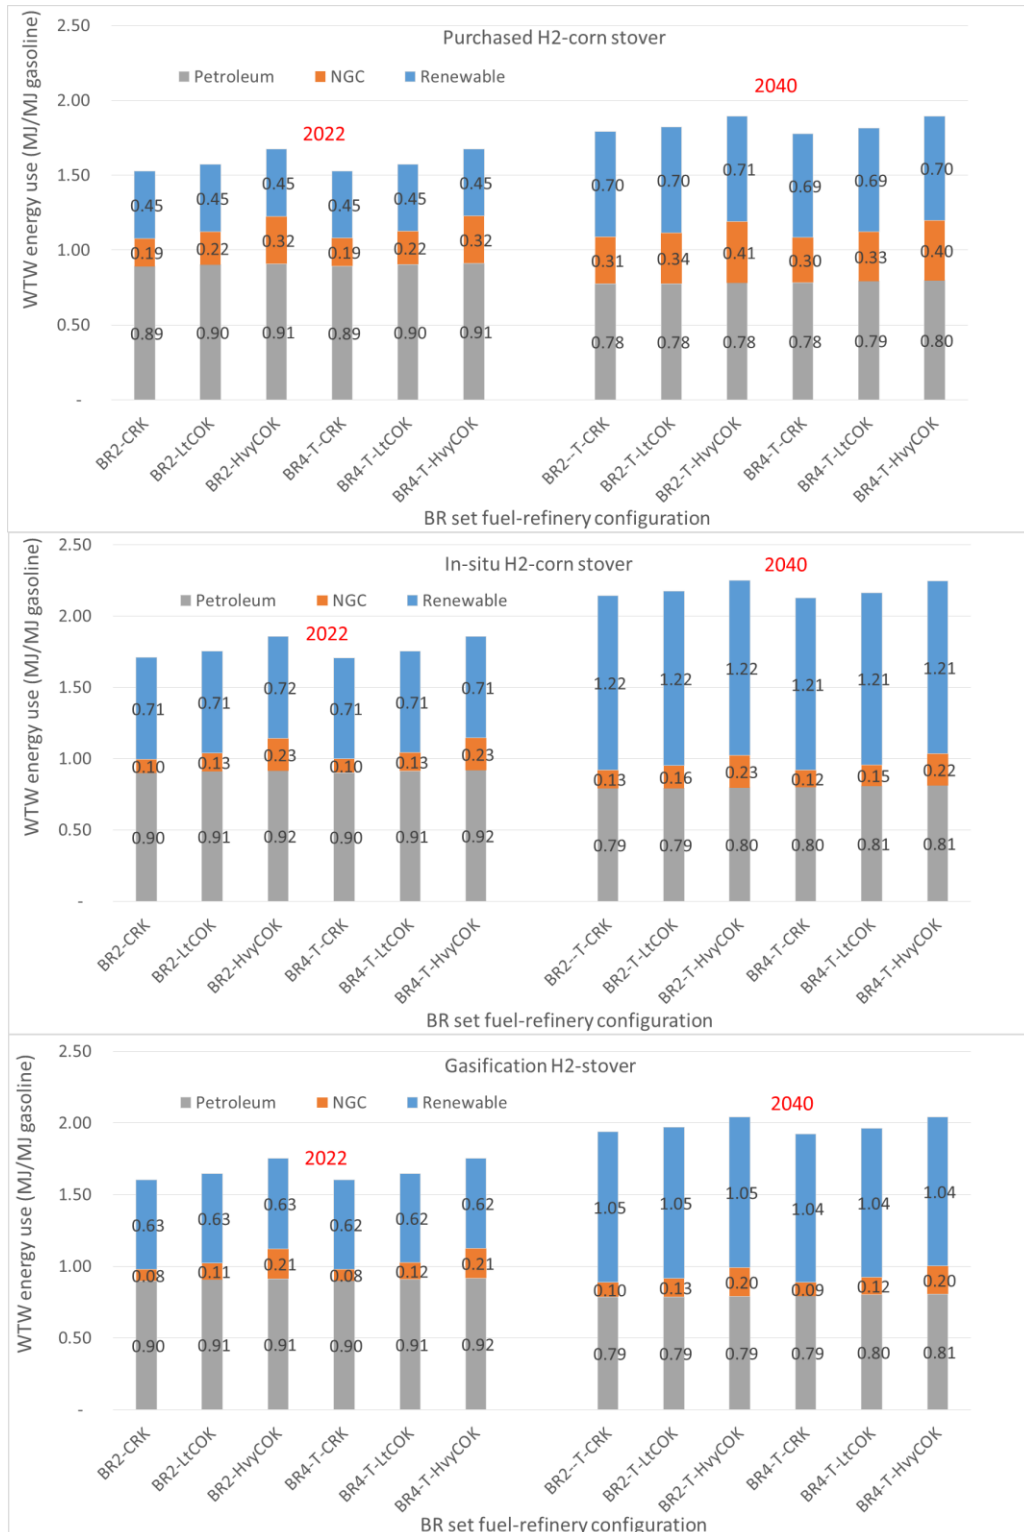 Purchased H2-corn stover
Petroleum NGC Renewable
2022
2040
WTW energy use (MJ/MJ gasoline)
2.50
2.00
1.50
1.00
0.50
-
0.45 0.45 0.45 0.45 0.45 0.45 0.70 0.70 0.71 0.69 0.69 0.70
0.19 0.22 0.32 0.19 0.22 0.32 0.31 0.34 0.41 0.30 0.33 0.40
0.89 0.90 0.91 0.89 0.90 0.91 0.78 0.78 0.78 0.78 0.79 0.80
BR2-CRK BR2-LtCOK BR2-HvyCOK BR4-T-CRK BR4-T-LtCOK BR4-T-HvyCOK BR2--T-CRK BR2-T-LtCOK BR2-T-HvyCOK BR4-T-CRK BR4-T-LtCOK BR4-T-HvyCOK
BR set fuel-refinery configuration
In-situ H2-corn stover
Petroleum NGC Renewable
2022
2040
WTW energy use (MJ/MJ gasoline)
2.50
2.00
1.50
1.00
0.50
-
0.71 0.71 0.72 0.71 0.71 0.71 1.22 1.22 1.22 1.21 1.21 1.21
0.10 0.13 0.23 0.10 0.13 0.23 0.13 0.16 0.23 0.12 0.15 0.22
0.90 0.91 0.92 0.90 0.91 0.92 0.79 0.79 0.80 0.80 0.81 0.81
BR2-CRK BR2-LtCOK BR2-HvyCOK BR4-T-CRK BR4-T-LtCOK BR4-T-HvyCOK BR2--T-CRK BR2-T-LtCOK BR2-T-HvyCOK BR4-T-CRK BR4-T-LtCOK BR4-T-HvyCOK
BR set fuel-refinery configuration
Gasification H2-stover
Petroleum NGC Renewable
2022
2040
WTW energy use (MJ/MJ gasoline)
2.50
2.00
1.50
1.00
0.50
-
0.63 0.63 0.63 0.62 0.62 0.62 1.05 1.05 1.05 1.04 1.04 1.04
0.08 0.11 0.21 0.08 0.12 0.21 0.10 0.13 0.20 0.09 0.12 0.20
0.90 0.91 0.91 0.90 0.91 0.92 0.79 0.79 0.79 0.79 0.80 0.81
BR2-CRK BR2-LtCOK BR2-HvyCOK BR4-T-CRK BR4-T-LtCOK BR4-T-HvyCOK BR2--T-CRK BR2-T-LtCOK BR2-T-HvyCOK BR4-T-CRK BR4-T-LtCOK BR4-T-HvyCOK
BR set fuel-refinery configuration